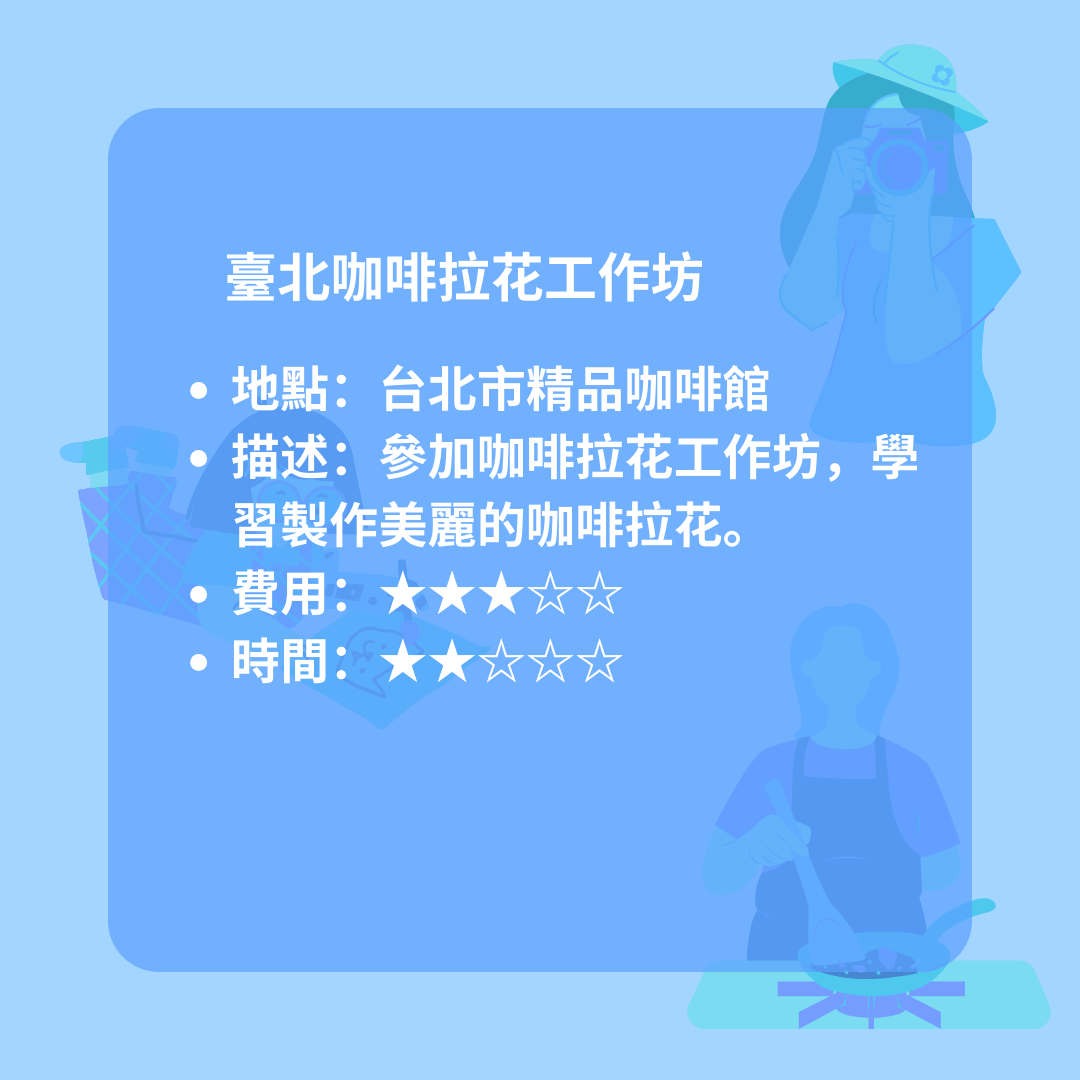 臺北咖啡拉花工作坊
• 地點：台北市精品咖啡館
• 描述：參加咖啡拉花工作坊，學
習製作美麗的咖啡拉花。
• 費用：★★★☆☆
• 時間：★★☆☆☆